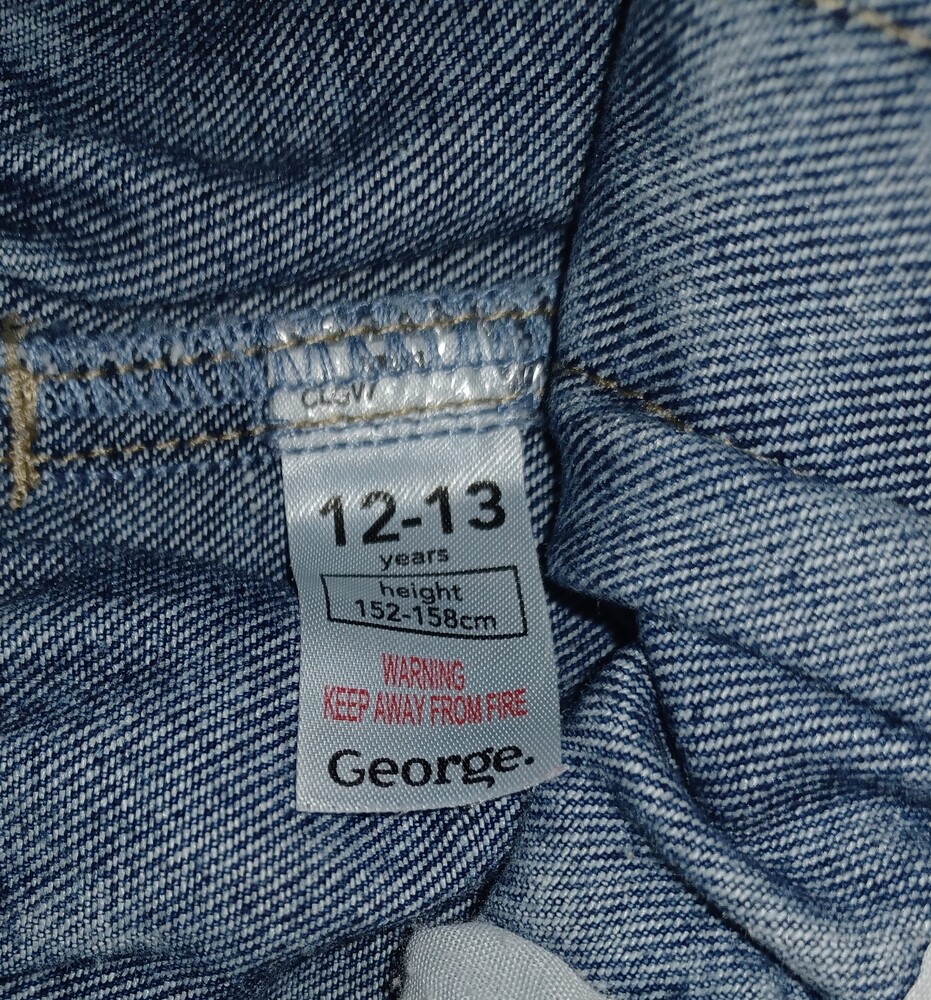 12-13
years
height
152-158cm
WARNING
KEEP AWAY FROM FIRE
George.